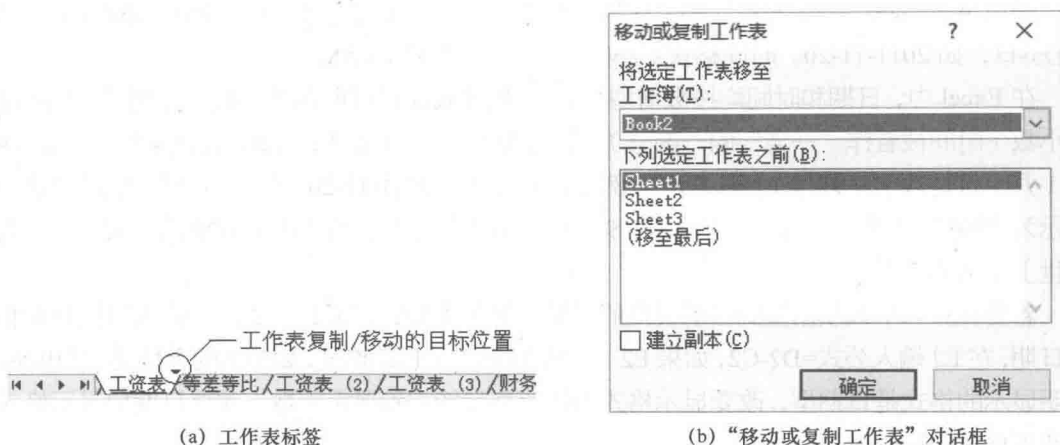 工作表复制/移动的目标位置
工资表/等差等比/工资表 (2)/工资表 (3)/财务
(a) 工作表标签
移动或复制工作表 ? ×
将选定工作表移至
工作簿(T):
Book2
下列选定工作表之前(B):
Sheet1
Sheet2
Sheet3
(移至最后)
建立副本(C)
确定 取消
(b) “移动或复制工作表”对话框